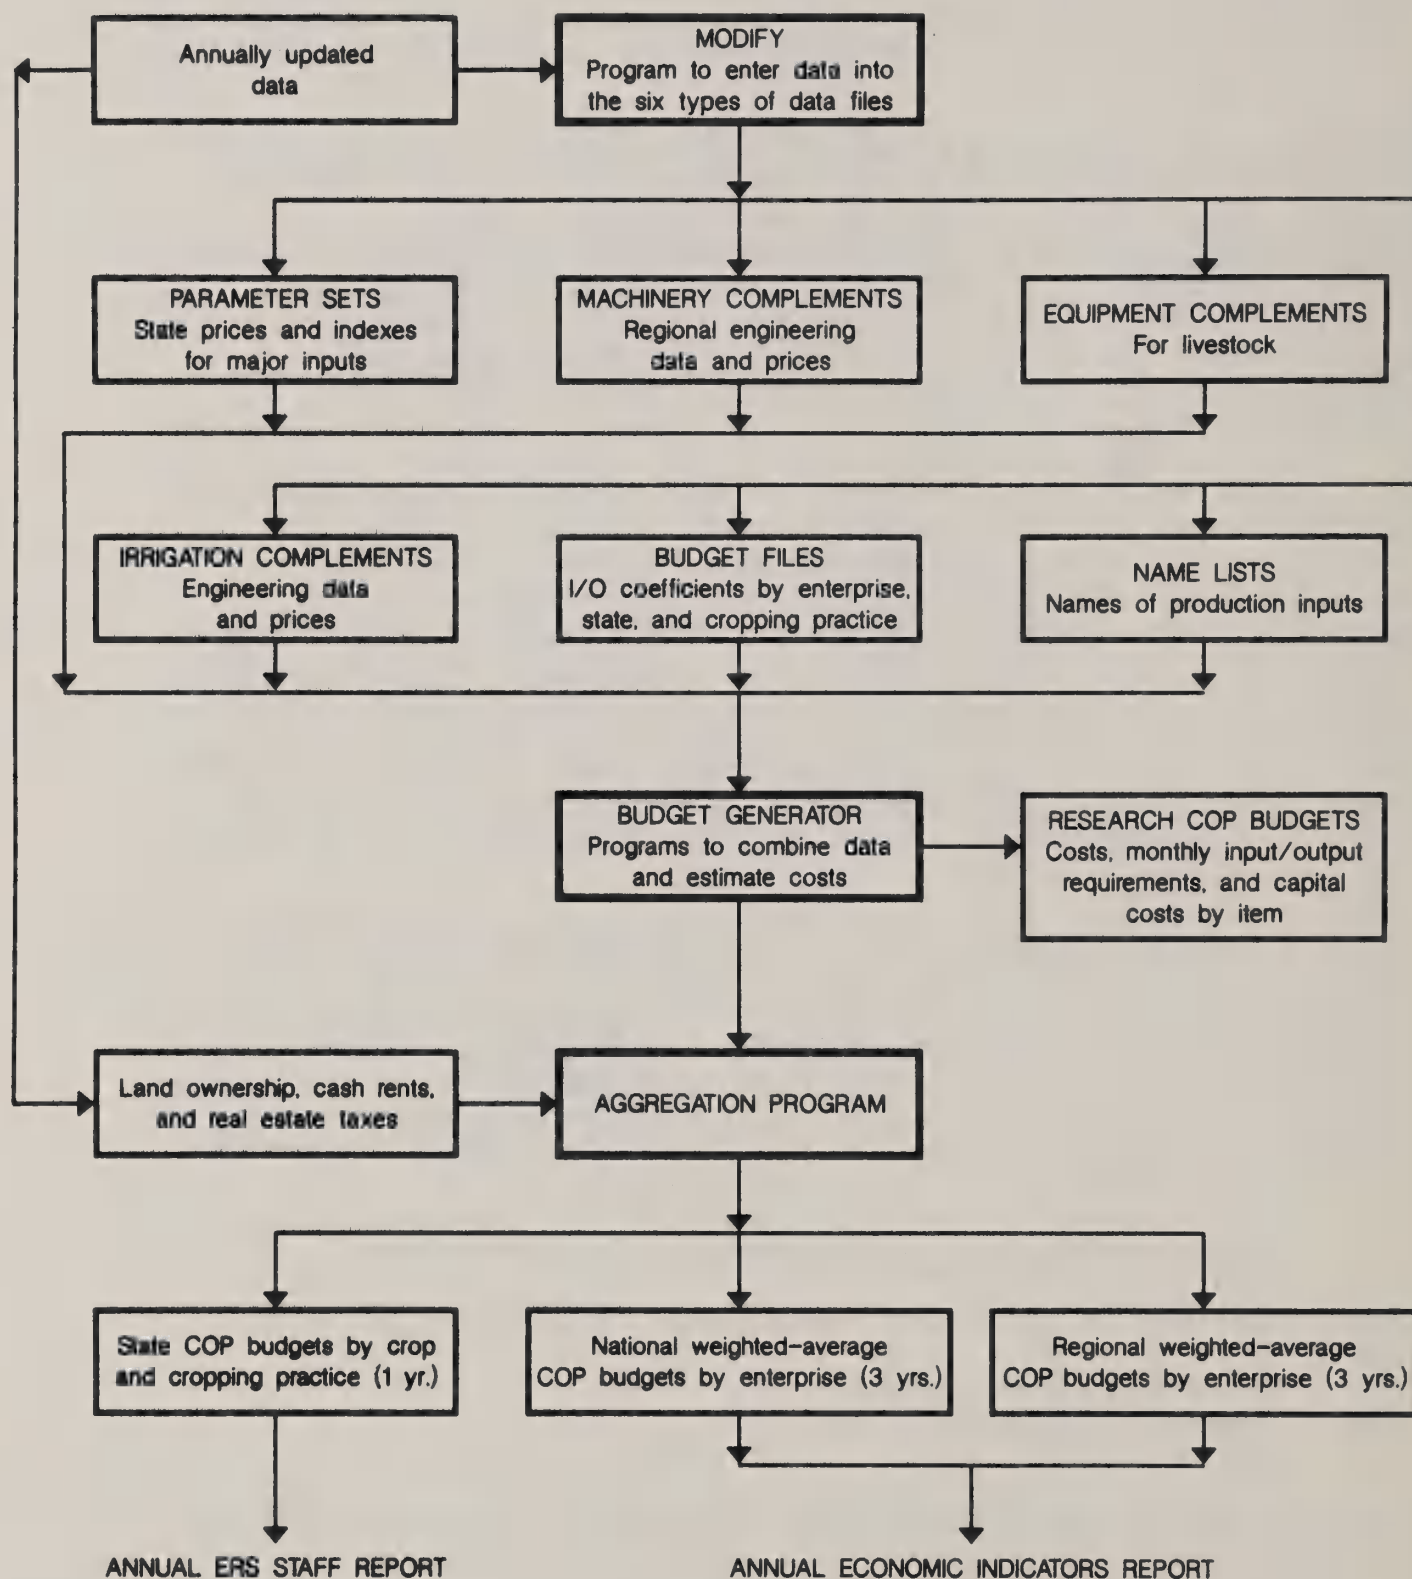 Annually updated
data
MODIFY
Program to enter data into
the six types of data files
PARAMETER SETS
State prices and indexes
for major inputs
MACHINERY COMPLEMENTS
Regional engineering
data and prices
EQUIPMENT COMPLEMENTS
For livestock
IRRIGATION COMPLEMENTS
Engineering data
and prices
BUDGET FILES
I/O coefficients by enterprise,
state, and cropping practice
NAME LISTS
Names of production inputs
BUDGET GENERATOR
Programs to combine data
and estimate costs
RESEARCH COP BUDGETS
Costs, monthly input/output
requirements, and capital
costs by item
Land ownership, cash rents,
and real estate taxes
AGGREGATION PROGRAM
State COP budgets by crop
and cropping practice (1 yr.)
National weighted-average
COP budgets by enterprise (3 yrs.)
Regional weighted-average
COP budgets by enterprise (3 yrs.)
ANNUAL ERS STAFF REPORT
ANNUAL ECONOMIC INDICATORS REPORT